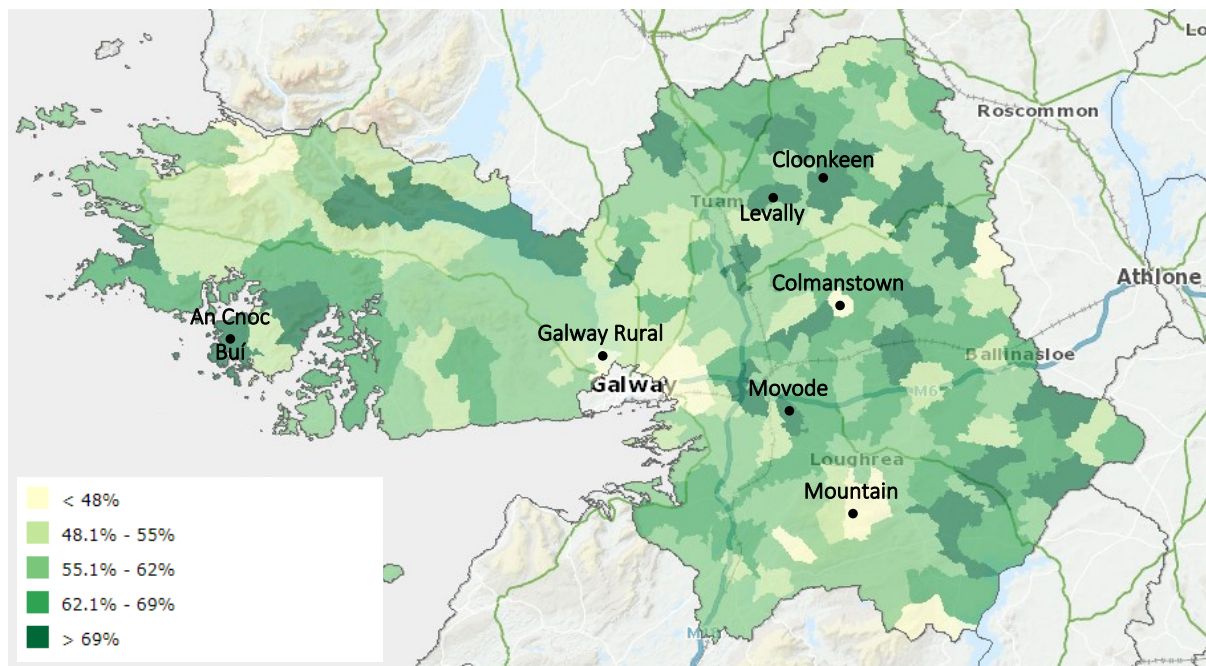 Lo
Roscommon
Cloonkeen
Tuam
Levally
Athlone
Colmanstown
An Cnoc
Buí
Galway Rural
Ballinasloe
Galway
Movode
M6
Loughrea
Mountain
< 48%
48.1% - 55%
55.1% - 62%
62.1% - 69%
> 69%